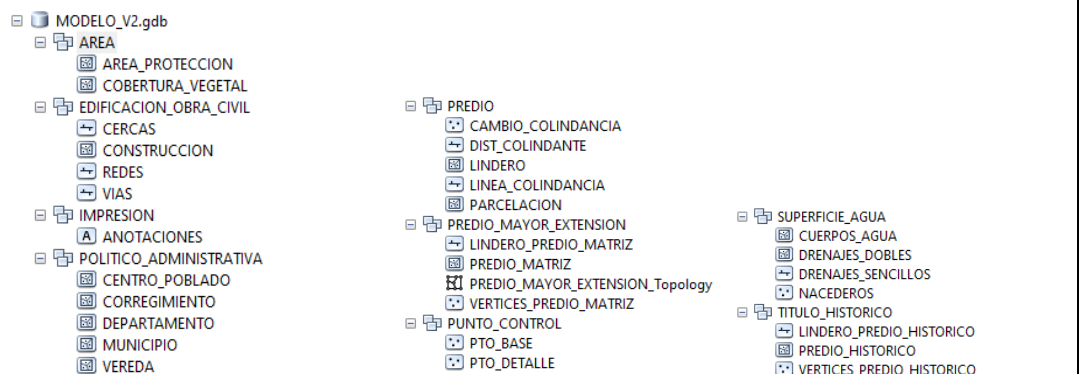 MODELO_V2.gdb
AREA
AREA_PROTECCION
COBERTURA_VEGETAL
EDIFICACION_OBRA_CIVIL
CERCAS
CONSTRUCCION
REDES
VIAS
IMPRESION
A ANOTACIONES
POLITICO_ADMINISTRATIVA
CENTRO_POBLADO
CORREGIMIENTO
DEPARTAMENTO
MUNICIPIO
VEREDA
PREDIO
CAMBIO_COLINDANCIA
DIST_COLINDANTE
LINDERO
LINEA_COLINDANCIA
PARCELACION
PREDIO_MAYOR_EXTENSION
LINDERO_PREDIO_MATRIZ
PREDIO_MATRIZ
PREDIO_MAYOR_EXTENSION_Topology
VERTICES_PREDIO_MATRIZ
PUNTO_CONTROL
PTO_BASE
PTO_DETALLE
SUPERFICIE_AGUA
CUERPOS_AGUA
DRENAJES_DOBLES
DRENAJES_SENCILLOS
NACEDEROS
TITULO_HISTORICO
LINDERO_PREDIO_HISTORICO
PREDIO_HISTORICO
VERTICES_PREDIO_HISTORICO